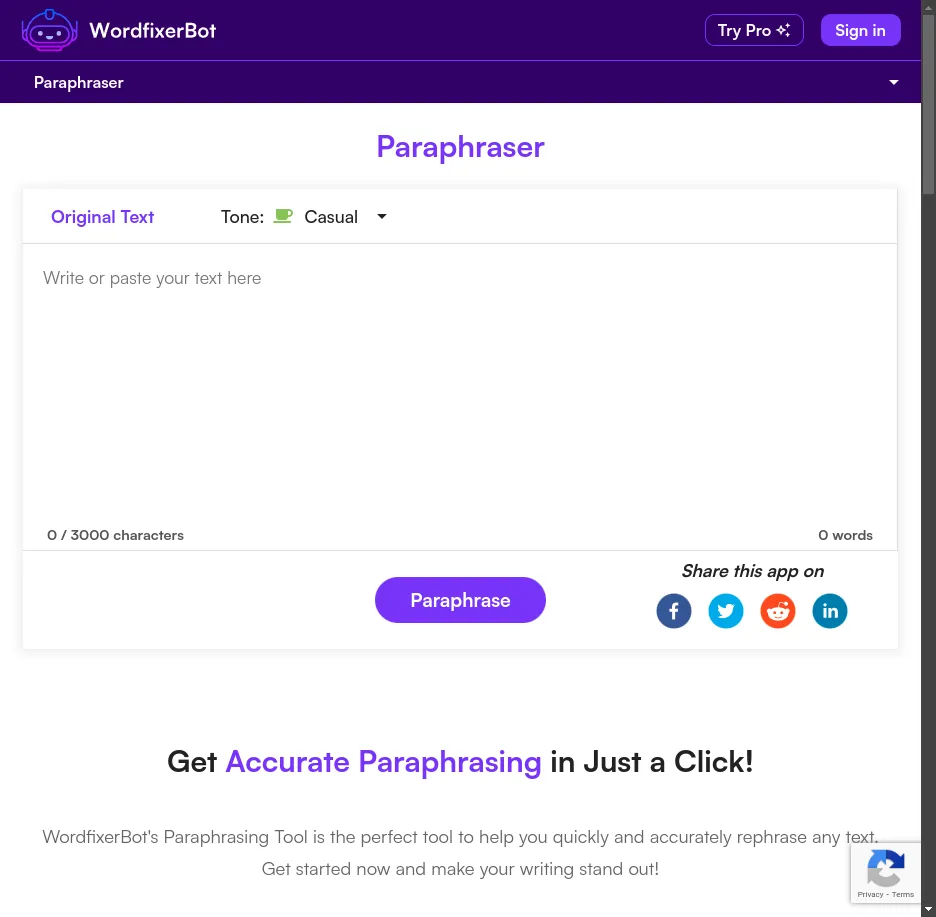 WordfixerBot
Try Pro
Sign in
Paraphraser
Paraphraser
Original Text
Tone: Casual
Write or paste your text here
0 / 3000 characters
0 words
Share this app on
Paraphrase
Get Accurate Paraphrasing in Just a Click!
WordfixerBot's Paraphrasing Tool is the perfect tool to help you quickly and accurately rephrase any text.
Get started now and make your writing stand out!
Privacy - Terms